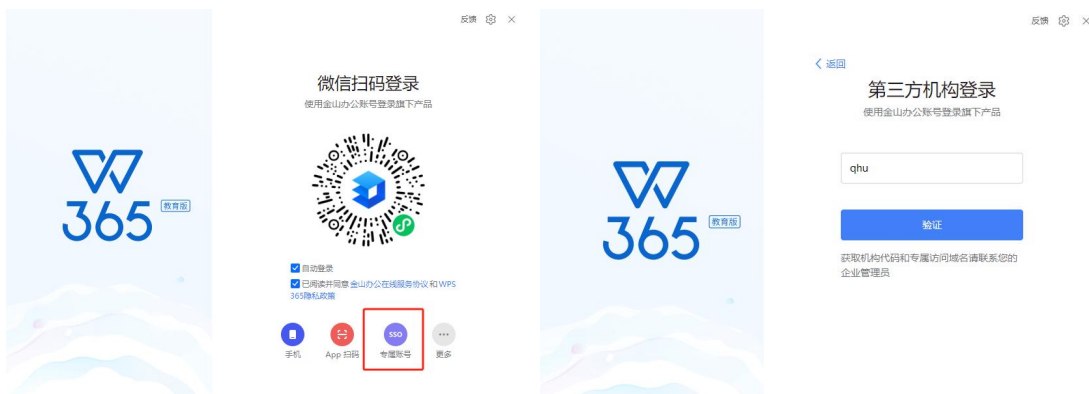 反馈
微信扫码登录
使用金山办公账号登录旗下产品
365 教育版
自动登录
已阅读并同意 金山办公在线服务协议 和 WPS
365隐私政策
SSO
手机
App 扫码
专属账号
更多
反馈
返回
第三方机构登录
使用金山办公账号登录旗下产品
365 教育版
qhu
验证
获取机构代码和专属访问域名请联系您的
企业管理员